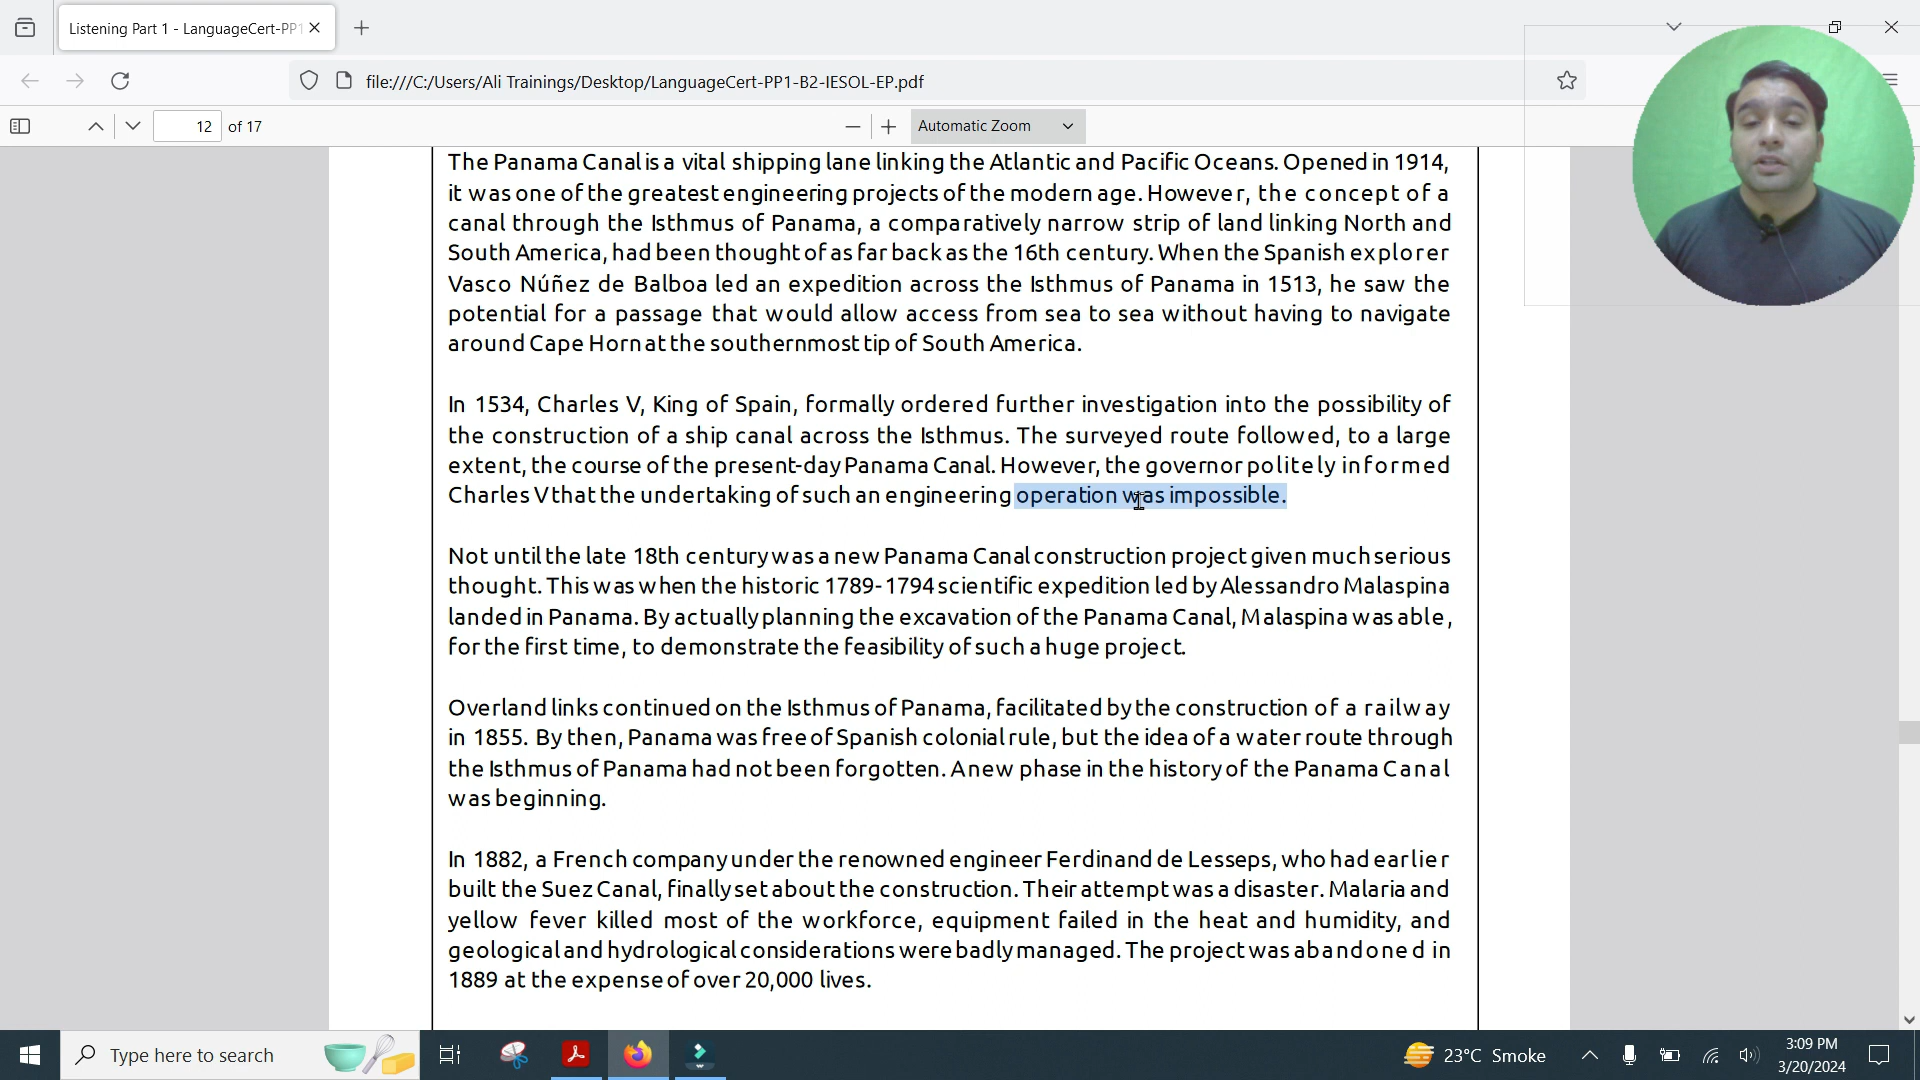 Listening Part 1 - LanguageCert-PP1
file:///C:/Users/Ali Trainings/Desktop/LanguageCert-PP1-B2-IESOL-EP.pdf
12 of 17
Automatic Zoom
The Panama Canal is a vital shipping lane linking the Atlantic and Pacific Oceans. Opened in 1914,
it was one of the greatest engineering projects of the modern age. However, the concept of a
canal through the Isthmus of Panama, a comparatively narrow strip of land linking North and
South America, had been thought of as far back as the 16th century. When the Spanish explorer
Vasco Núñez de Balboa led an expedition across the Isthmus of Panama in 1513, he saw the
potential for a passage that would allow access from sea to sea without having to navigate
around Cape Horn at the southernmost tip of South America.
In 1534, Charles V, King of Spain, formally ordered further investigation into the possibility of
the construction of a ship canal across the Isthmus. The surveyed route followed, to a large
extent, the course of the present-day Panama Canal. However, the governor politely informed
Charles V that the undertaking of such an engineering operation was impossible.
Not until the late 18th century was a new Panama Canal construction project given much serious
thought. This was when the historic 1789-1794 scientific expedition led by Alessandro Malaspina
landed in Panama. By actually planning the excavation of the Panama Canal, Malaspina was able,
for the first time, to demonstrate the feasibility of such a huge project.
Overland links continued on the Isthmus of Panama, facilitated by the construction of a railway
in 1855. By then, Panama was free of Spanish colonial rule, but the idea of a water route through
the Isthmus of Panama had not been forgotten. A new phase in the history of the Panama Canal
was beginning.
In 1882, a French company under the renowned engineer Ferdinand de Lesseps, who had earlier
built the Suez Canal, finally set about the construction. Their attempt was a disaster. Malaria and
yellow fever killed most of the workforce, equipment failed in the heat and humidity, and
geological and hydrological considerations were badly managed. The project was abandoned in
1889 at the expense of over 20,000 lives.
Type here to search
23°C Smoke
3:09 PM
3/20/2024